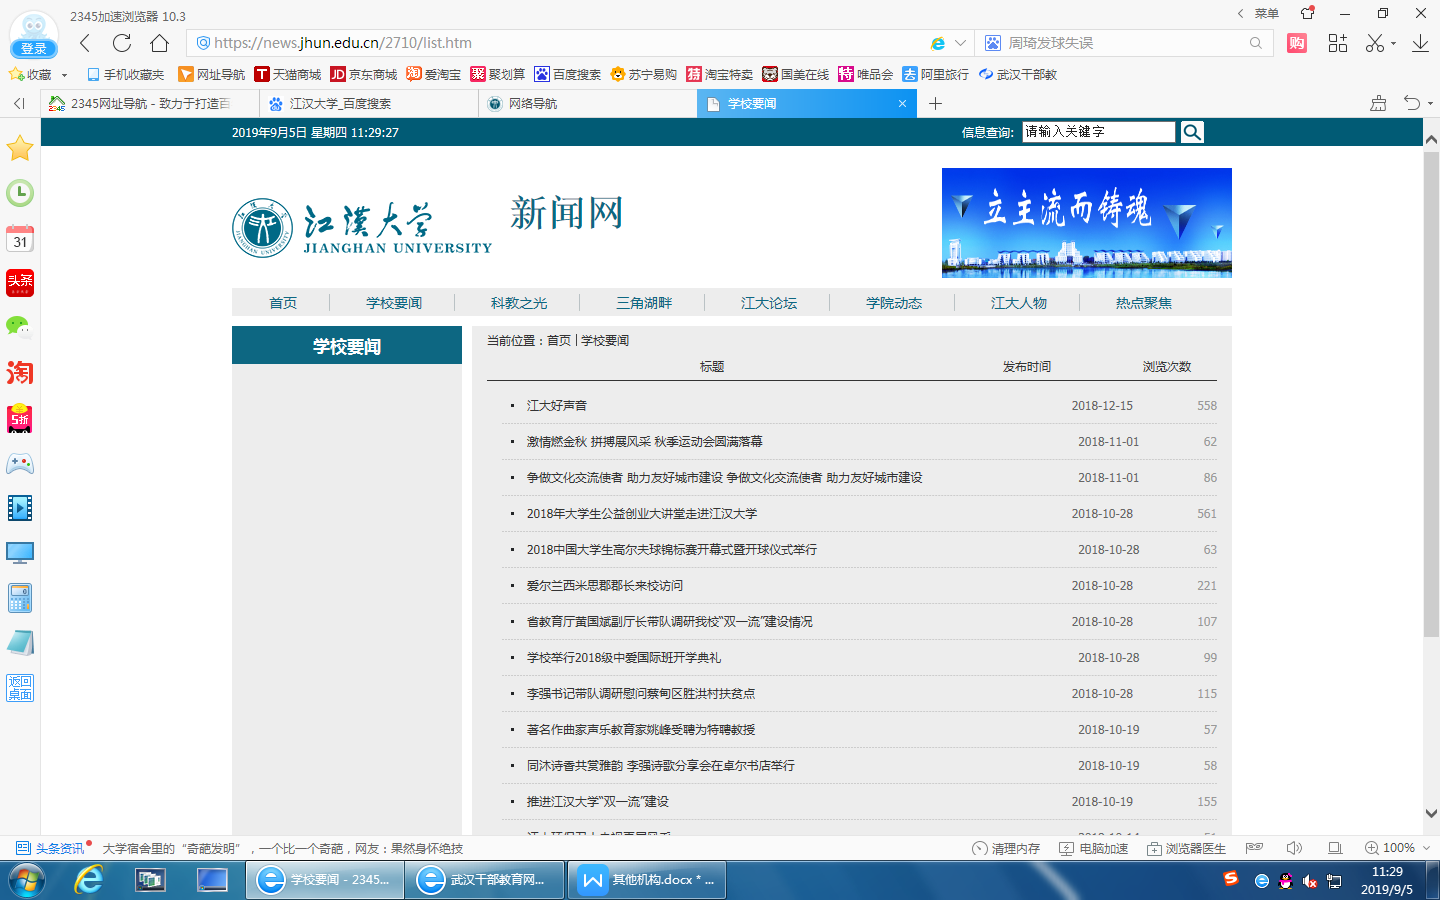 2345加速浏览器 10.3
菜单
登录
https://news.jhun.edu.cn/2710/list.htm
周琦发球失误
购
收藏 手机收藏夹 网址导航 天猫商城 京东商城 爱淘宝 聚划算 百度搜索 苏宁易购 淘宝特卖 国美在线 唯品会 阿里旅行 武汉干部教
2345网址导航 - 致力于打造百
江汉大学_百度搜索
网络导航
学校要闻
2019年9月5日 星期四 11:29:27
信息查询:
请输入关键字
31
头条
淘
5折
返回
桌面
江漢大学
JIANGHAN UNIVERSITY
新闻网
立主流而铸魂
首页 学校要闻 科教之光 三角湖畔 江大论坛 学院动态 江大人物 热点聚焦
学校要闻
当前位置：首页 | 学校要闻
标题 发布时间 浏览次数
江大好声音 2018-12-15 558
激情燃金秋 拼搏展风采 秋季运动会圆满落幕 2018-11-01 62
争做文化交流使者 助力友好城市建设 争做文化交流使者 助力友好城市建设 2018-11-01 86
2018年大学生公益创业大讲堂走进江汉大学 2018-10-28 561
2018中国大学生高尔夫球锦标赛开幕式暨开球仪式举行 2018-10-28 63
爱尔兰西米思郡郡长来校访问 2018-10-28 221
省教育厅黄国斌副厅长带队调研我校“双一流”建设情况 2018-10-28 107
学校举行2018级中爱国际班开学典礼 2018-10-28 99
李强书记带队调研慰问蔡甸区胜洪村扶贫点 2018-10-28 115
著名作曲家声乐教育家姚峰受聘为特聘教授 2018-10-19 57
同沐诗香共赏雅韵 李强诗歌分享会在卓尔书店举行 2018-10-19 58
推进江汉大学“双一流”建设 2018-10-19 155
头条资讯 大学宿舍里的“奇葩发明”，一个比一个奇葩，网友：果然身怀绝技
清理内存 电脑加速 浏览器医生 100%
学校要闻 - 2345...
武汉干部教育网...
其他机构.docx * ...
11:29
2019/9/5